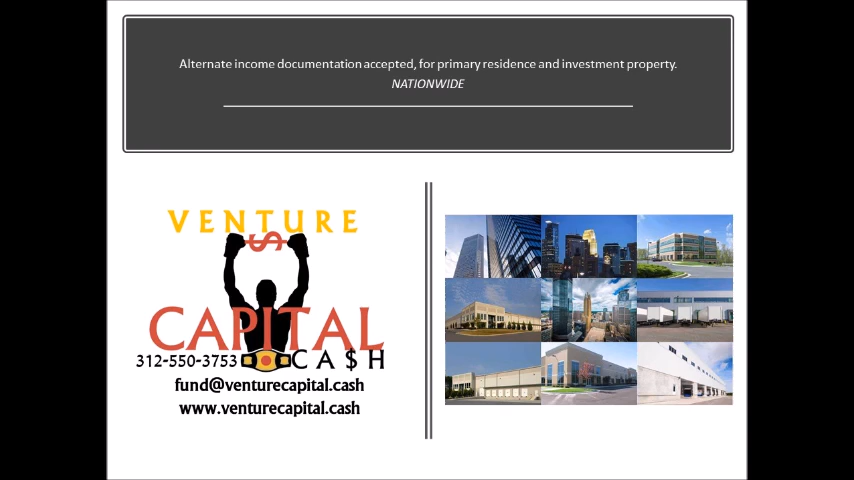 Alternate income documentation accepted, for primary residence and investment property.
NATIONWIDE
VENTURE
$
CAPITAL
312-550-3753 CA$H
fund@venturecapital.cash
www.venturecapital.cash